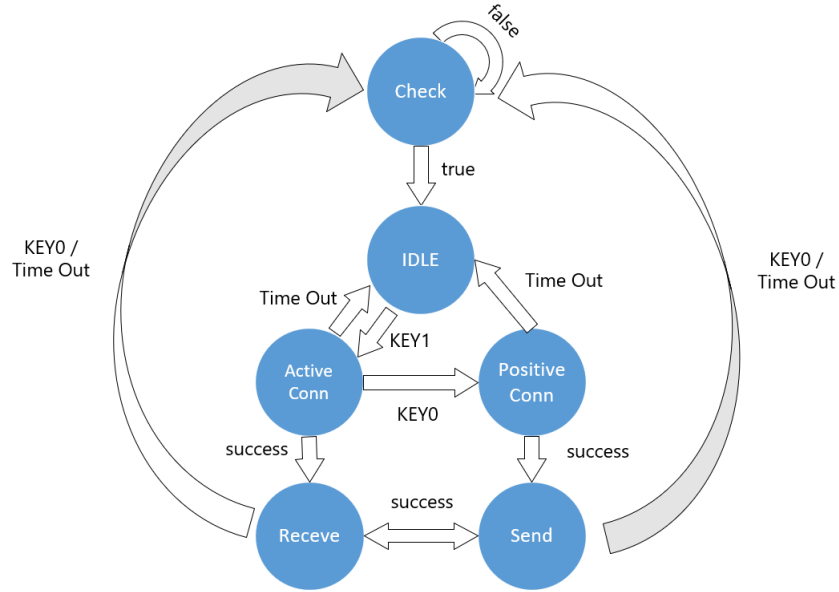 false
Check
true
KEY0 /
Time Out
KEY0 /
Time Out
IDLE
Time Out
Time Out
KEY1
Active
Conn
Positive
Conn
KEY0
success
success
success
Receve
Send